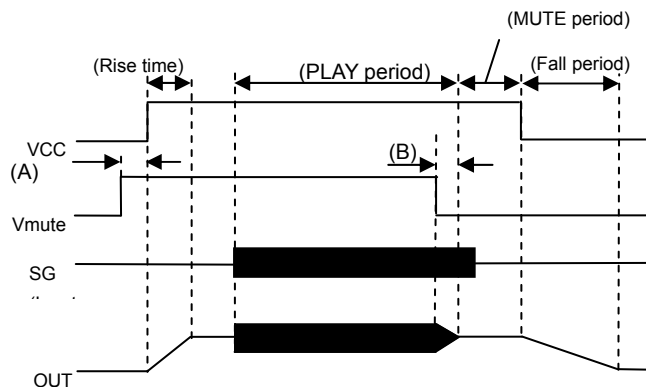 (MUTE period)
(Rise time)
(PLAY period)
(Fall period)
VCC
(A)
(B)
Vmute
SG
OUT